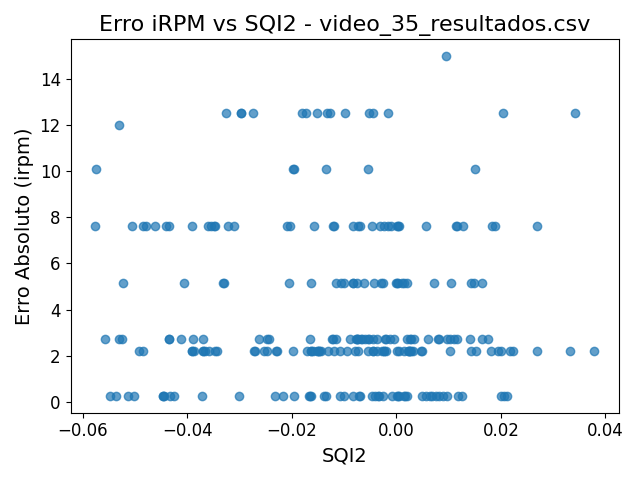 Erro iRPM vs SQI2 - video_35_resultados.csv
Erro Absoluto (irpm)
14
12
10
8
6
4
2
0
−0.06 −0.04 −0.02 0.00 0.02 0.04
SQI2